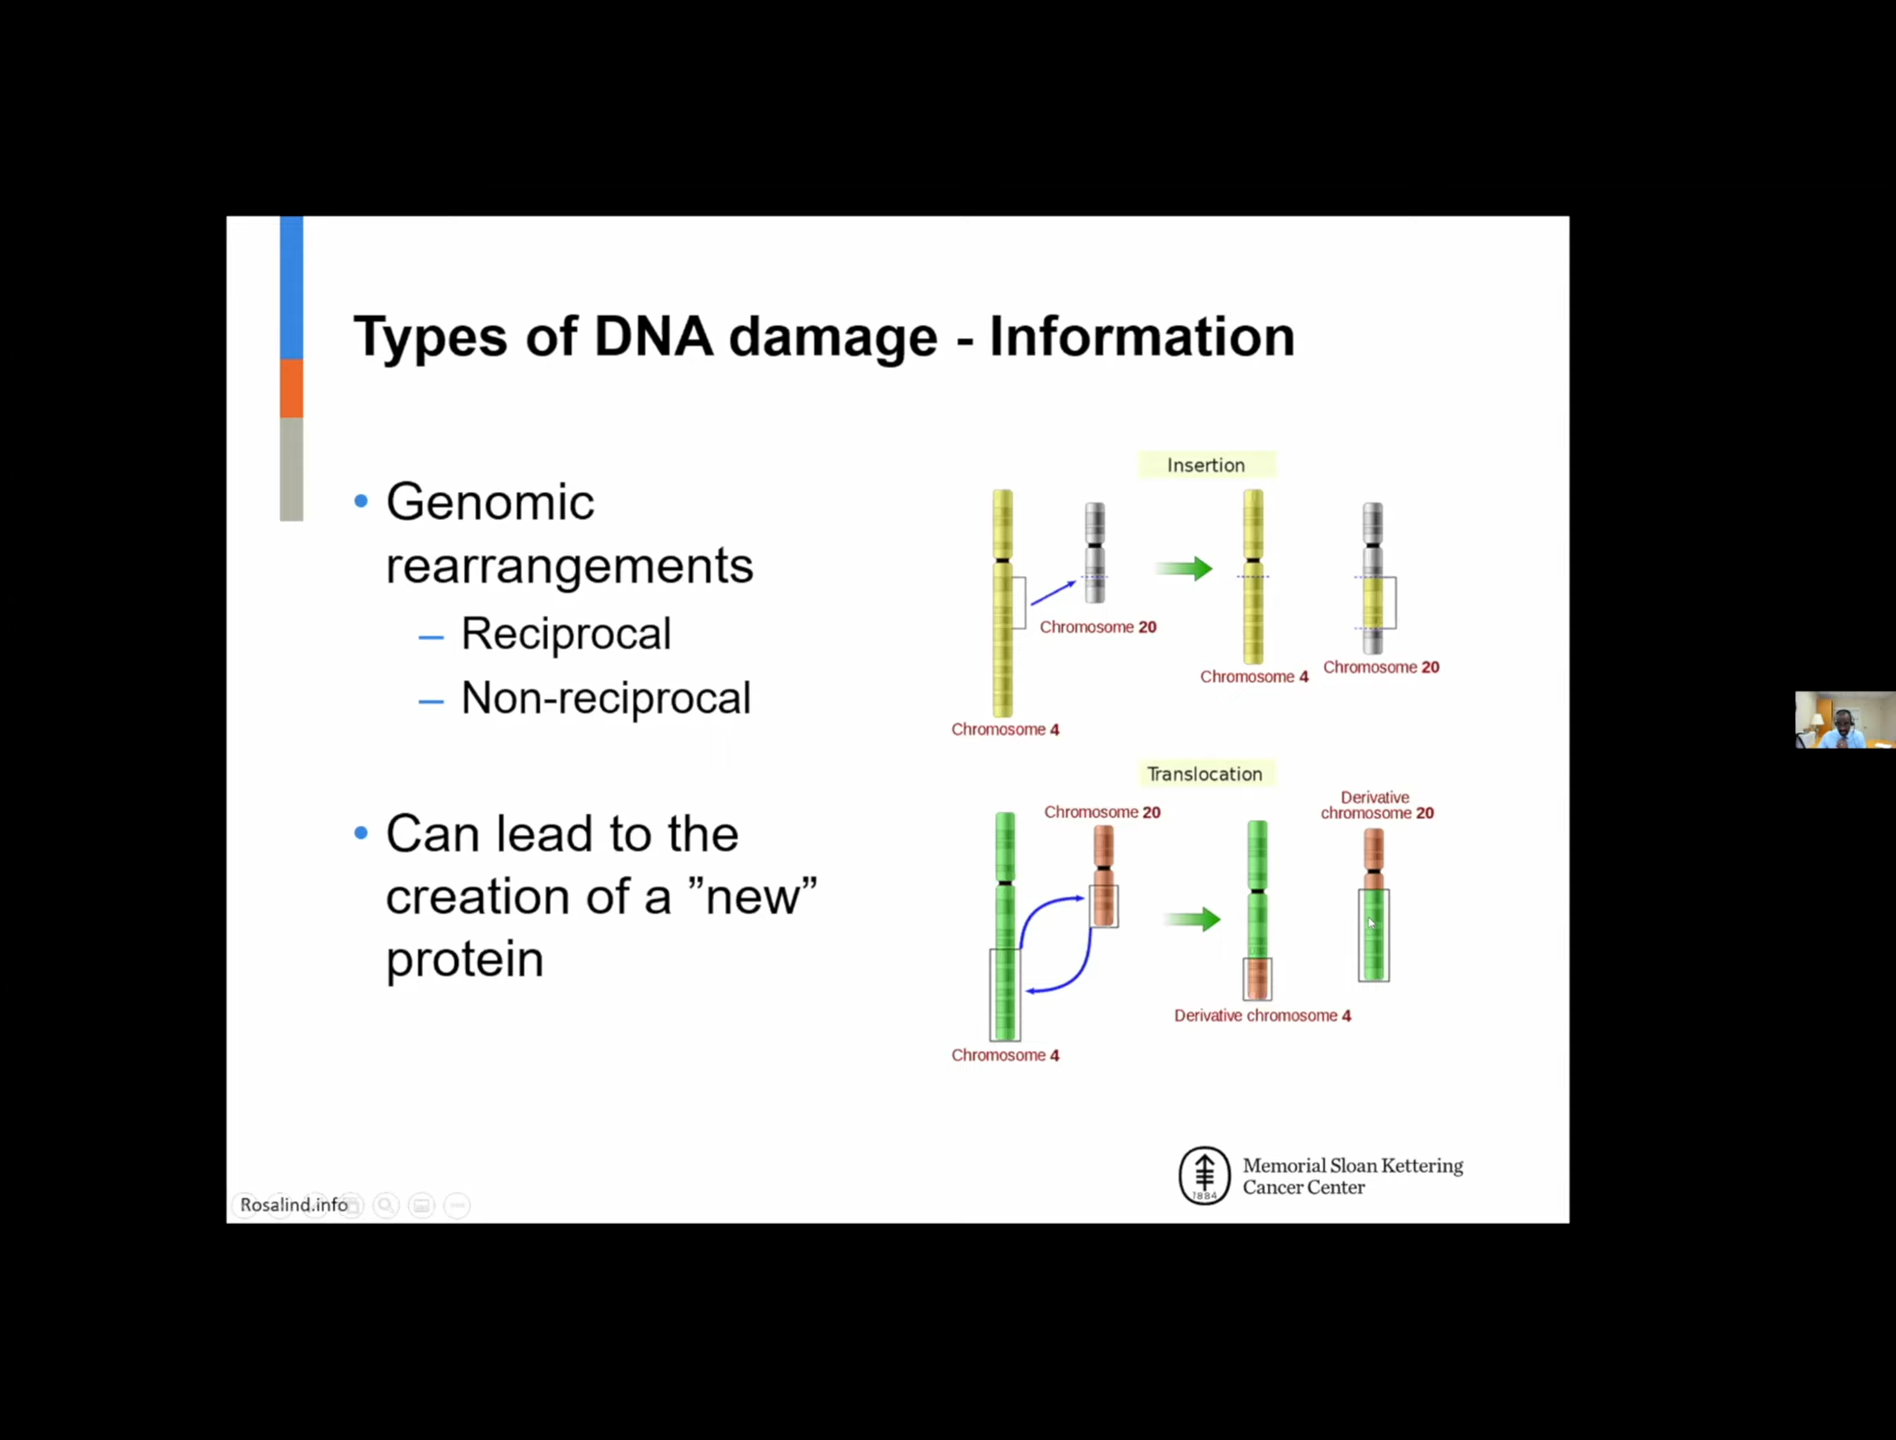 Types of DNA damage - Information
• Genomic
rearrangements
– Reciprocal
– Non-reciprocal
• Can lead to the
creation of a ”new”
protein
Insertion
Chromosome 20
Chromosome 4
Chromosome 4
Chromosome 20
Translocation
Chromosome 20
Chromosome 4
Derivative
chromosome 20
Derivative chromosome 4
1884
Memorial Sloan Kettering
Cancer Center
Rosalind.info